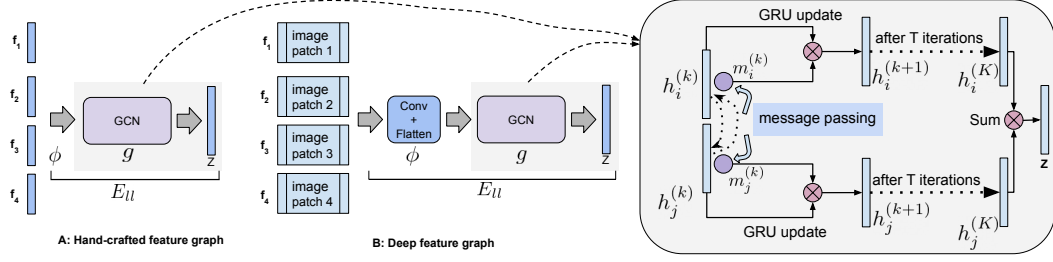 f1
f2
f3
f4
ϕ
GCN
g
z
E_ll
A: Hand-crafted feature graph
f1
image
patch 1
f2
image
patch 2
f3
image
patch 3
f4
image
patch 4
Conv
+
Flatten
ϕ
GCN
g
z
E_ll
B: Deep feature graph
GRU update
h_i^(k)
m_i^(k)
h_i^(k+1)
after T iterations
h_i^(K)
message passing
Sum
z
h_j^(k)
m_j^(k)
GRU update
h_j^(k+1)
after T iterations
h_j^(K)